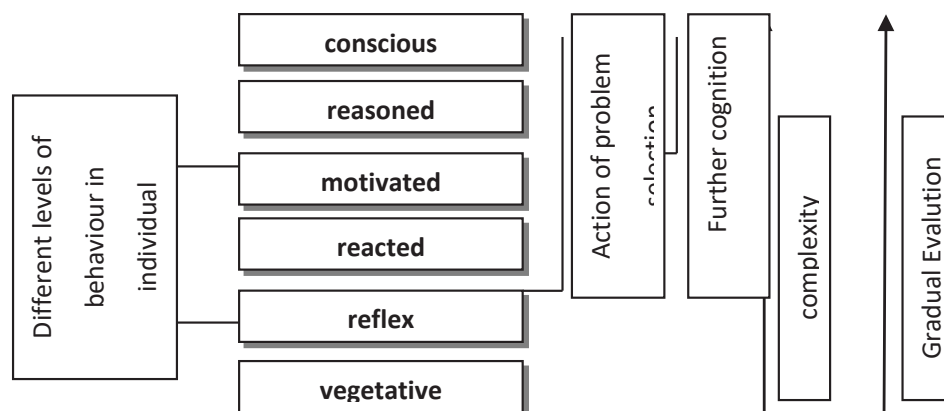 Different levels of
behaviour in
individual
conscious
reasoned
motivated
reacted
reflex
vegetative
Action of problem
selection
Further cognition
complexity
Gradual Evalution